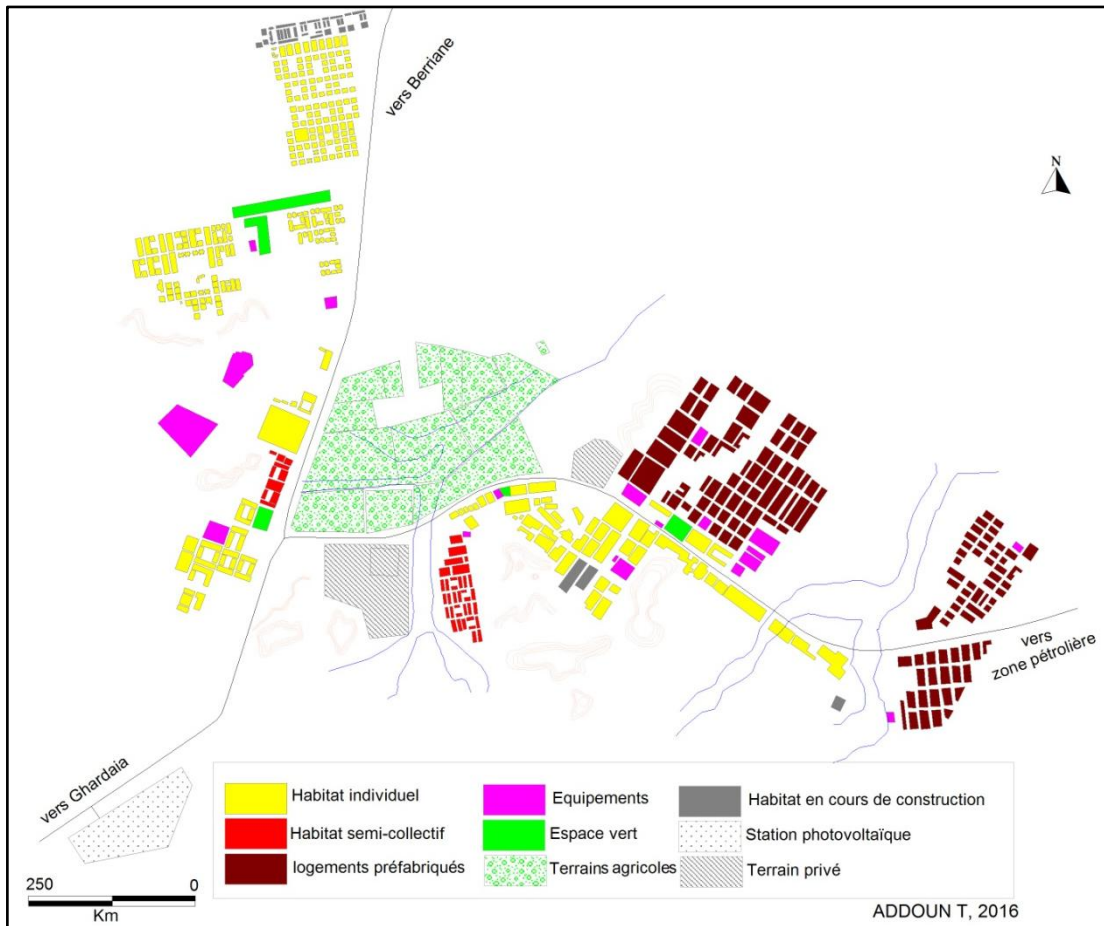 vers Berriane
N
vers
zone pétrolière
vers Ghardaia
Habitat individuel
Equipements
Habitat en cours de construction
Habitat semi-collectif
Espace vert
Station photovoltaïque
logements préfabriqués
Terrains agricoles
Terrain privé
250 0
Km
ADDOUN T, 2016